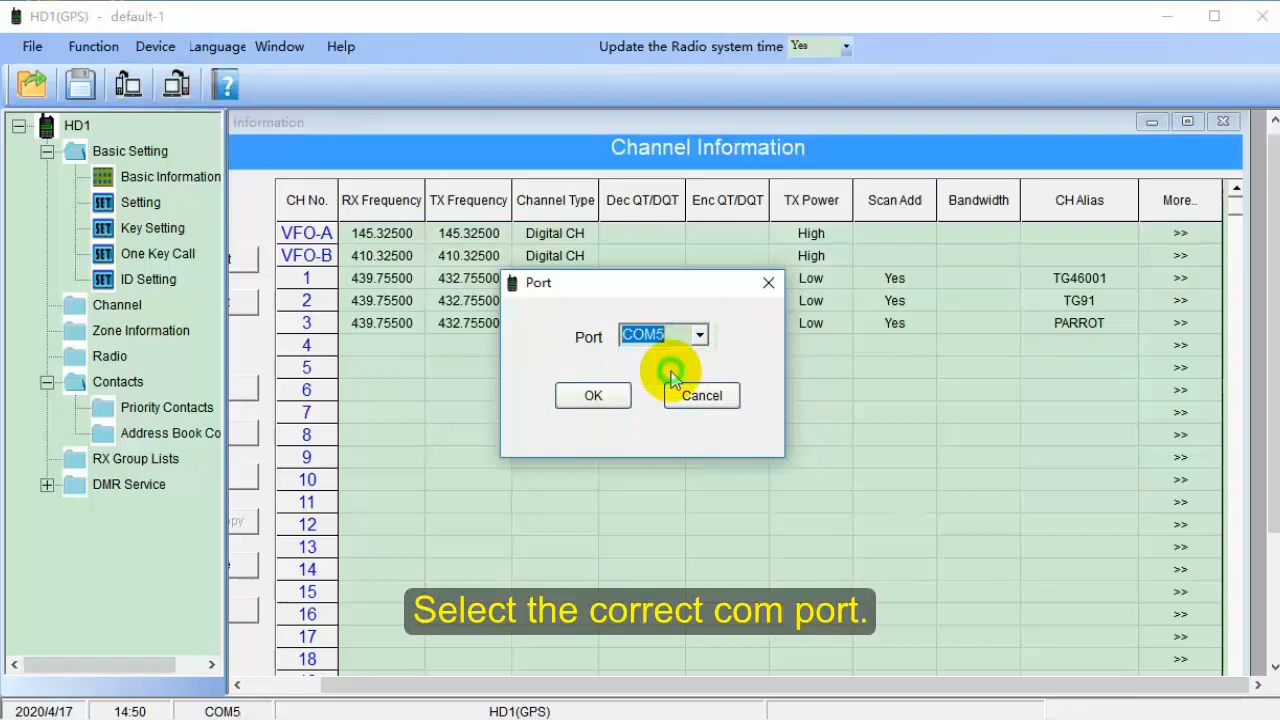 HD1(GPS) - default-1
File Function Device Language Window Help Update the Radio system time Yes
?
HD1
Basic Setting
Basic Information
SET Setting
SET Key Setting
SET One Key Call
SET ID Setting
Channel
Zone Information
Radio
Contacts
Priority Contacts
Address Book Co
RX Group Lists
DMR Service
Information
Channel Information
CH No. RX Frequency TX Frequency Channel Type Dec QT/DQT Enc QT/DQT TX Power Scan Add Bandwidth CH Alias More..
VFO-A 145.32500 145.32500 Digital CH High >>
VFO-B 410.32500 410.32500 Digital CH High >>
1 439.75500 432.75500 Low Yes TG46001 >>
2 439.75500 432.7550 Low Yes TG91 >>
3 439.75500 432.7550 Low Yes PARROT >>
4 >>
5 >>
6 >>
7 >>
8 >>
9 >>
10 >>
11 >>
12 >>
13 >>
14 >>
15 >>
16 >>
17 >>
18 >>
Port
Port COM5
OK Cancel
Select the correct com port.
2020/4/17 14:50 COM5 HD1(GPS)